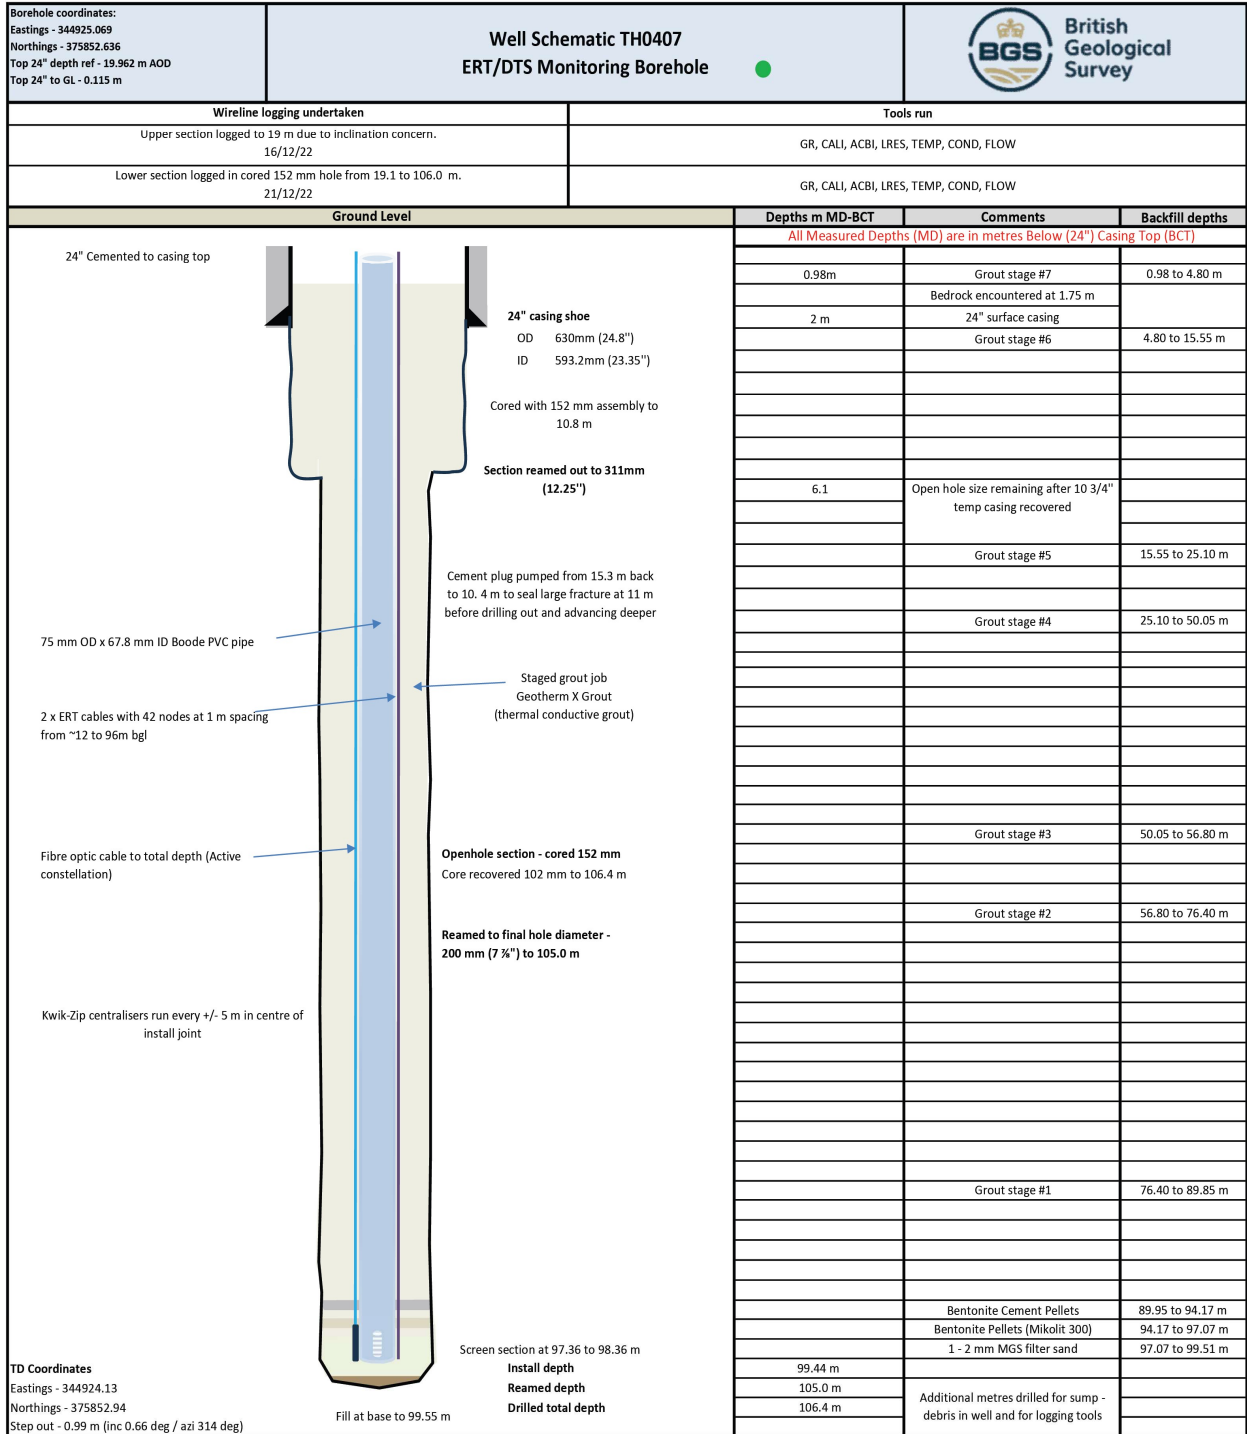 Borehole coordinates:
Eastings - 344925.069
Northings - 375852.636
Top 24" depth ref - 19.962 m AOD
Top 24" to GL - 0.115 m
Well Schematic TH0407
ERT/DTS Monitoring Borehole
BGS
British
Geological
Survey
Wireline logging undertaken
Tools run
Upper section logged to 19 m due to inclination concern.
16/12/22
GR, CALI, ACBI, LRES, TEMP, COND, FLOW
Lower section logged in cored 152 mm hole from 19.1 to 106.0 m.
21/12/22
GR, CALI, ACBI, LRES, TEMP, COND, FLOW
Ground Level
Depths m MD-BCT
Comments
Backfill depths
All Measured Depths (MD) are in metres Below (24") Casing Top (BCT)
24" Cemented to casing top
0.98m
Grout stage #7
0.98 to 4.80 m
Bedrock encountered at 1.75 m
24" casing shoe
2 m
24" surface casing
OD 630mm (24.8'')
Grout stage #6
4.80 to 15.55 m
ID 593.2mm (23.35'')
Cored with 152 mm assembly to
10.8 m
Section reamed out to 311mm
(12.25'')
6.1
Open hole size remaining after 10 3/4''
temp casing recovered
Grout stage #5
15.55 to 25.10 m
Cement plug pumped from 15.3 m back
to 10. 4 m to seal large fracture at 11 m
before drilling out and advancing deeper
Grout stage #4
25.10 to 50.05 m
75 mm OD x 67.8 mm ID Boode PVC pipe
Staged grout job
Geotherm X Grout
(thermal conductive grout)
2 x ERT cables with 42 nodes at 1 m spacing
from ~12 to 96m bgl
Grout stage #3
50.05 to 56.80 m
Fibre optic cable to total depth (Active
constellation)
Openhole section - cored 152 mm
Core recovered 102 mm to 106.4 m
Grout stage #2
56.80 to 76.40 m
Reamed to final hole diameter -
200 mm (7 ⅞") to 105.0 m
Kwik-Zip centralisers run every +/- 5 m in centre of
install joint
Grout stage #1
76.40 to 89.85 m
Bentonite Cement Pellets
89.95 to 94.17 m
Bentonite Pellets (Mikolit 300)
94.17 to 97.07 m
Screen section at 97.36 to 98.36 m
1 - 2 mm MGS filter sand
97.07 to 99.51 m
TD Coordinates
Install depth
99.44 m
Eastings - 344924.13
Reamed depth
105.0 m
Northings - 375852.94
Drilled total depth
106.4 m
Additional metres drilled for sump -
debris in well and for logging tools
Fill at base to 99.55 m
Step out - 0.99 m (inc 0.66 deg / azi 314 deg)